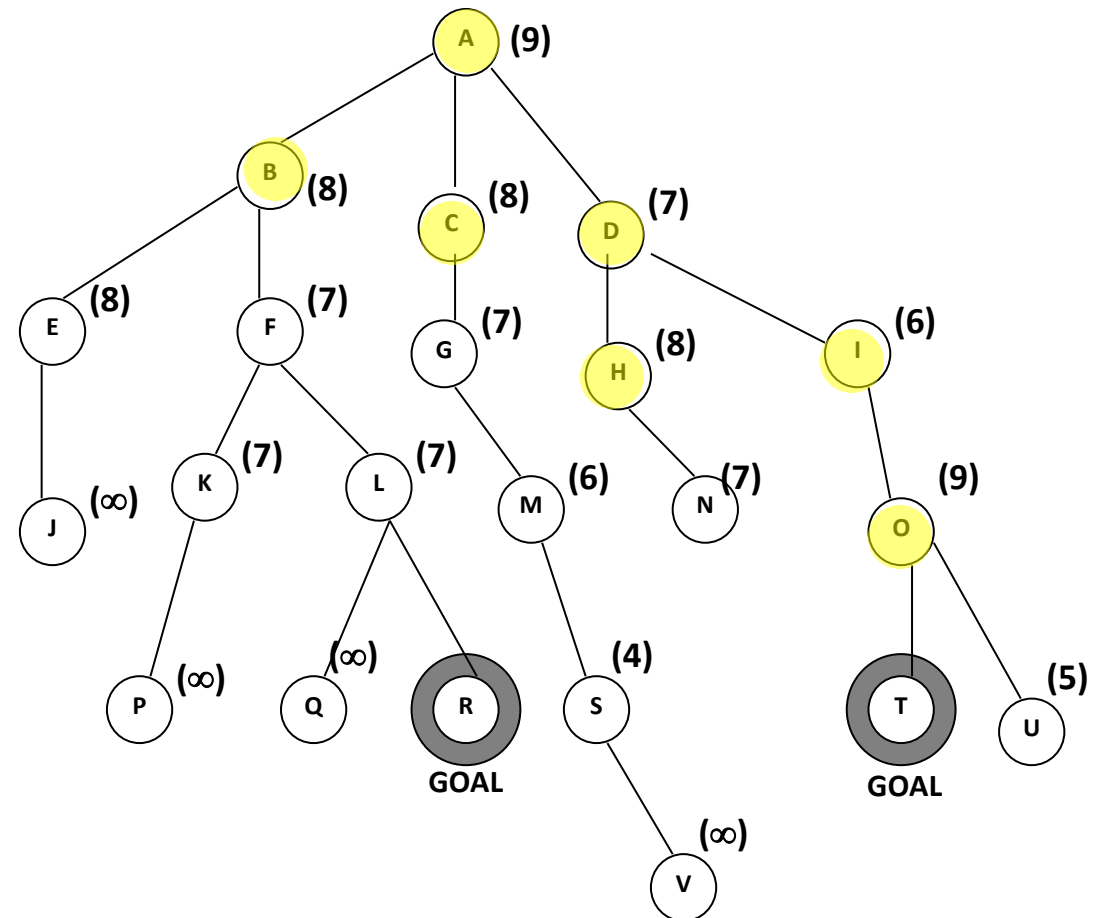 A (9)
B (8)
C (8)
D (7)
E (8)
F (7)
G (7)
H (8)
I (6)
J (∞)
K (7)
L (7)
M (6)
N (7)
O (9)
P (∞)
Q (∞)
R
GOAL
S (4)
T
GOAL
U (5)
V (∞)